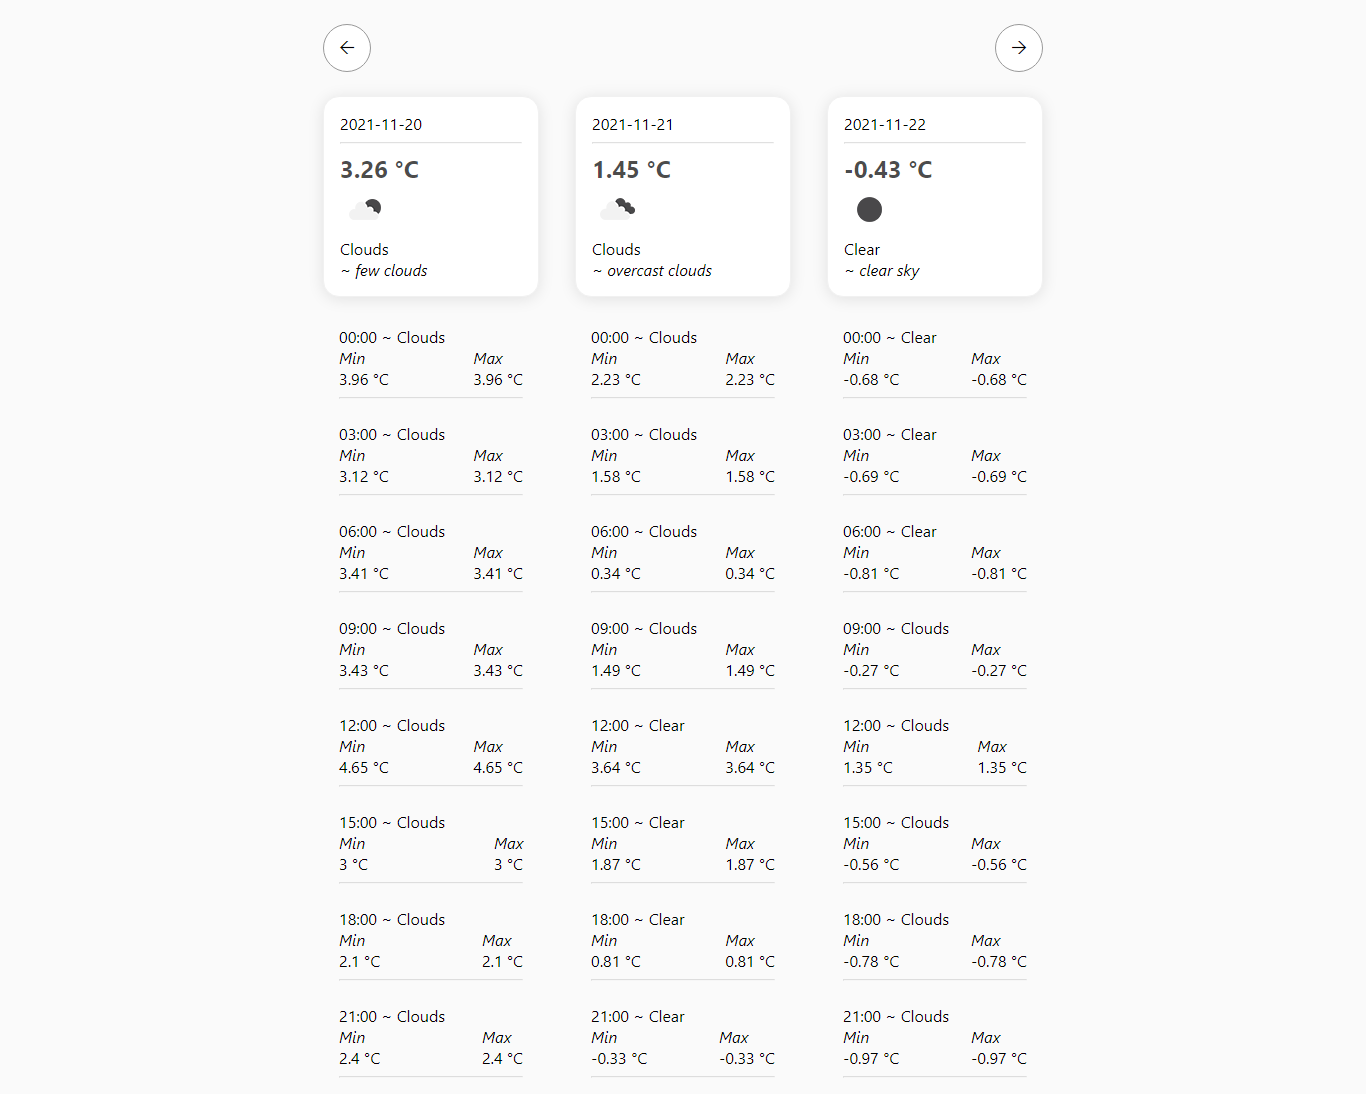 2021-11-20
3.26 °C
Clouds
~ few clouds
00:00 ~ Clouds
Min Max
3.96 °C 3.96 °C
03:00 ~ Clouds
Min Max
3.12 °C 3.12 °C
06:00 ~ Clouds
Min Max
3.41 °C 3.41 °C
09:00 ~ Clouds
Min Max
3.43 °C 3.43 °C
12:00 ~ Clouds
Min Max
4.65 °C 4.65 °C
15:00 ~ Clouds
Min Max
3 °C 3 °C
18:00 ~ Clouds
Min Max
2.1 °C 2.1 °C
21:00 ~ Clouds
Min Max
2.4 °C 2.4 °C
2021-11-21
1.45 °C
Clouds
~ overcast clouds
00:00 ~ Clouds
Min Max
2.23 °C 2.23 °C
03:00 ~ Clouds
Min Max
1.58 °C 1.58 °C
06:00 ~ Clouds
Min Max
0.34 °C 0.34 °C
09:00 ~ Clouds
Min Max
1.49 °C 1.49 °C
12:00 ~ Clear
Min Max
3.64 °C 3.64 °C
15:00 ~ Clear
Min Max
1.87 °C 1.87 °C
18:00 ~ Clear
Min Max
0.81 °C 0.81 °C
21:00 ~ Clear
Min Max
-0.33 °C -0.33 °C
2021-11-22
-0.43 °C
Clear
~ clear sky
00:00 ~ Clear
Min Max
-0.68 °C -0.68 °C
03:00 ~ Clear
Min Max
-0.69 °C -0.69 °C
06:00 ~ Clear
Min Max
-0.81 °C -0.81 °C
09:00 ~ Clouds
Min Max
-0.27 °C -0.27 °C
12:00 ~ Clouds
Min Max
1.35 °C 1.35 °C
15:00 ~ Clouds
Min Max
-0.56 °C -0.56 °C
18:00 ~ Clouds
Min Max
-0.78 °C -0.78 °C
21:00 ~ Clouds
Min Max
-0.97 °C -0.97 °C